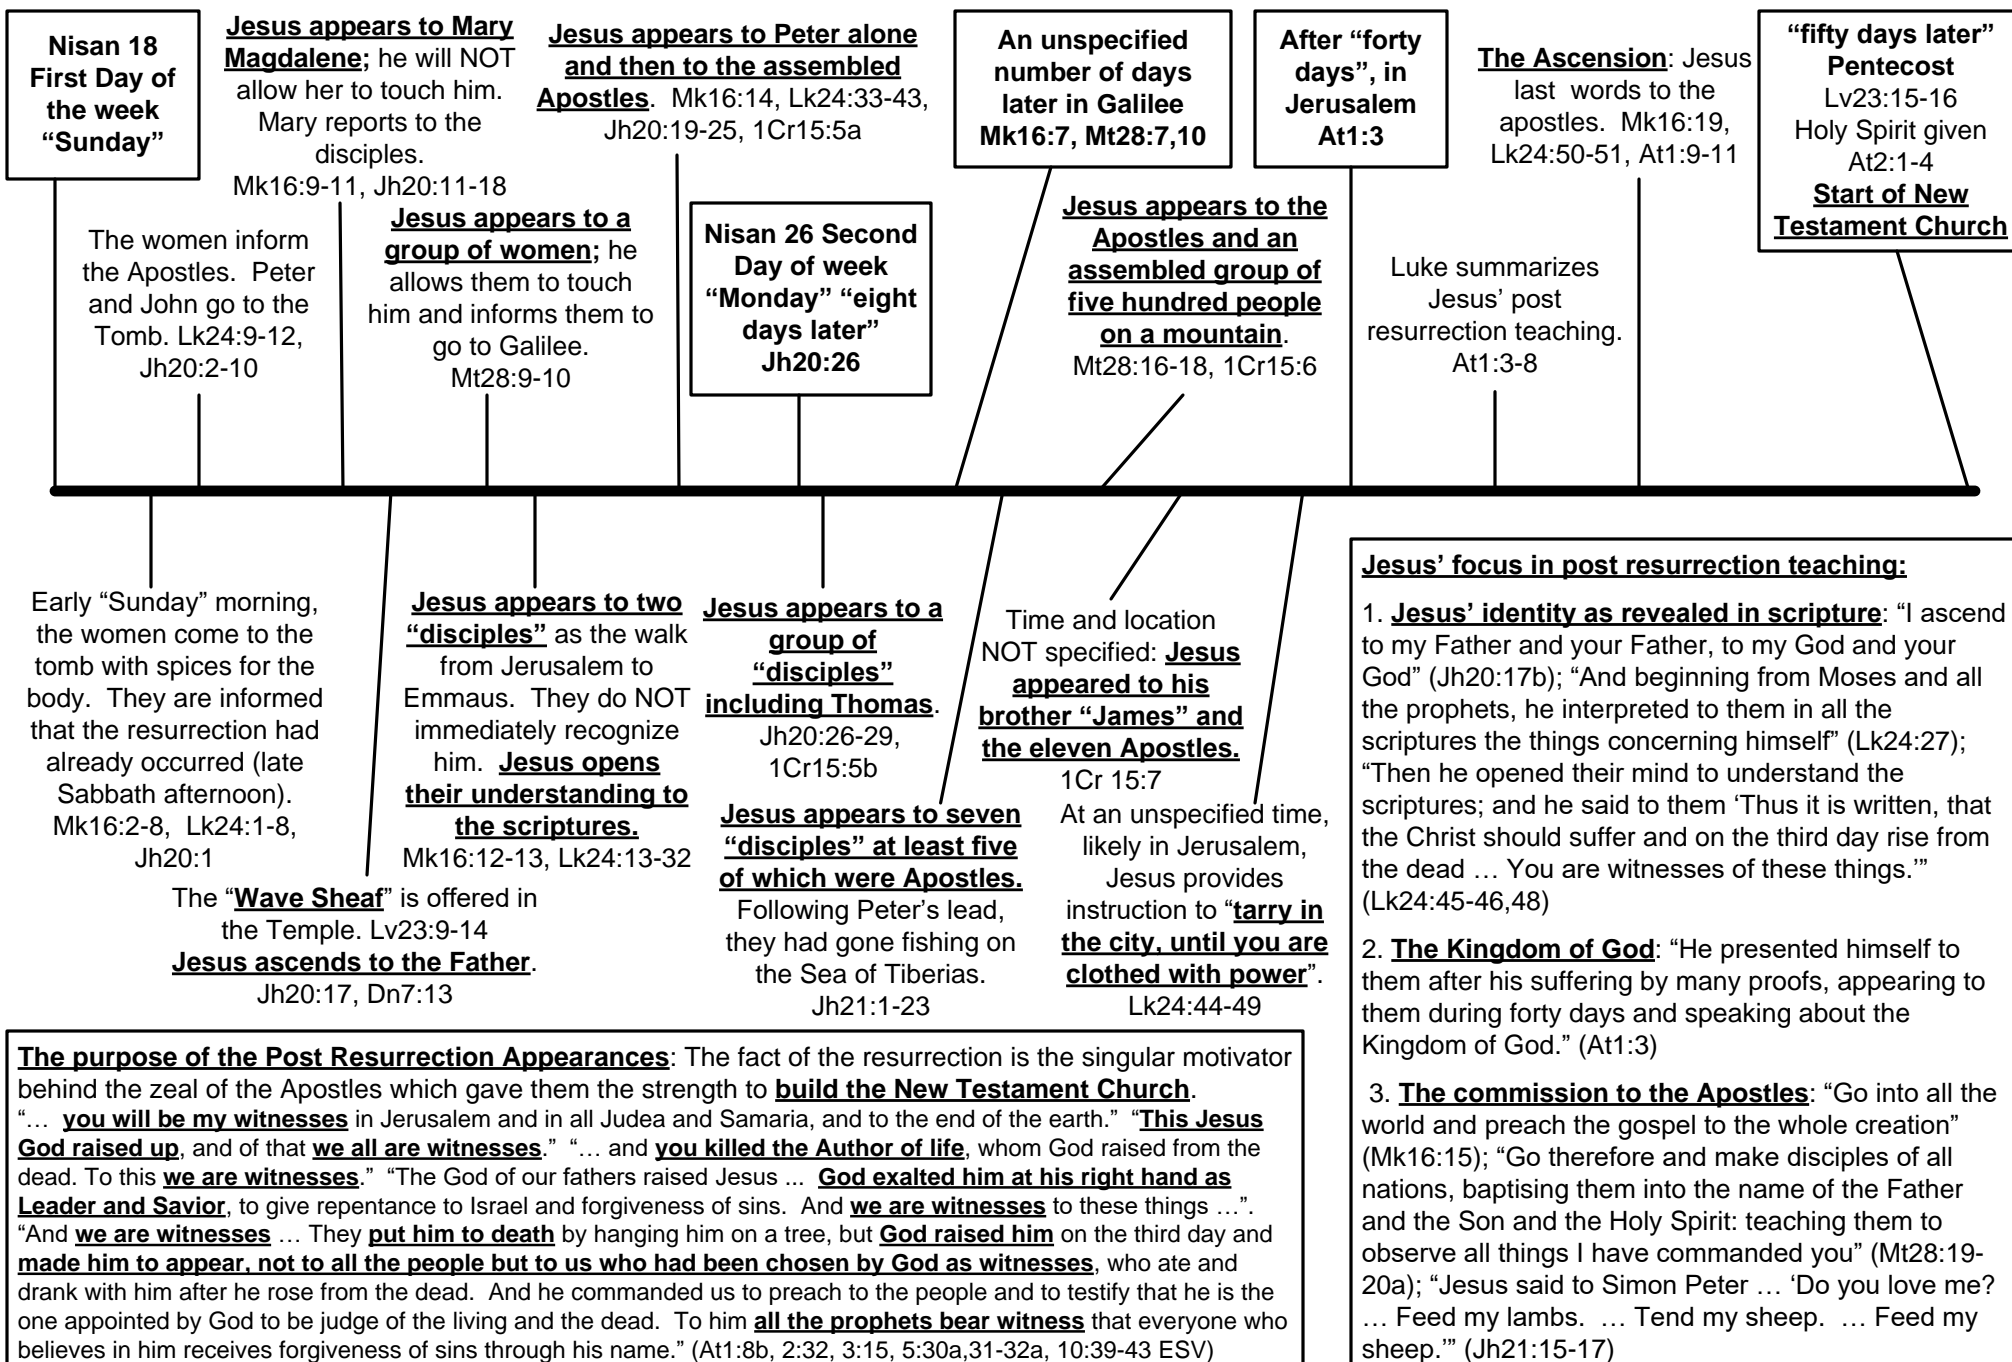 Nisan 18
First Day of
the week
“Sunday”
Jesus appears to Mary
Magdalene; he will NOT
allow her to touch him.
Mary reports to the
disciples.
Mk16:9-11, Jh20:11-18
Jesus appears to Peter alone
and then to the assembled
Apostles.  Mk16:14, Lk24:33-43,
Jh20:19-25, 1Cr15:5a
An unspecified
number of days
later in Galilee
Mk16:7, Mt28:7,10
After “forty
days”, in
Jerusalem
At1:3
The Ascension: Jesus
last  words to the
apostles.  Mk16:19,
Lk24:50-51, At1:9-11
“fifty days later”
Pentecost
Lv23:15-16
Holy Spirit given
At2:1-4
Start of New
Testament Church
The women inform
the Apostles.  Peter
and John go to the
Tomb. Lk24:9-12,
Jh20:2-10
Jesus appears to a
group of women; he
allows them to touch
him and informs them to
go to Galilee.
Mt28:9-10
Nisan 26 Second
Day of week
“Monday” “eight
days later”
Jh20:26
Jesus appears to the
Apostles and an
assembled group of
five hundred people
on a mountain.
Mt28:16-18, 1Cr15:6
Luke summarizes
Jesus’ post
resurrection teaching.
At1:3-8
Early “Sunday” morning,
the women come to the
tomb with spices for the
body.  They are informed
that the resurrection had
already occurred (late
Sabbath afternoon).
Mk16:2-8,  Lk24:1-8,
Jh20:1
The “Wave Sheaf” is offered in
the Temple. Lv23:9-14
Jesus ascends to the Father.
Jh20:17, Dn7:13
Jesus appears to two
“disciples” as the walk
from Jerusalem to
Emmaus.  They do NOT
immediately recognize
him.  Jesus opens
their understanding to
the scriptures.
Mk16:12-13, Lk24:13-32
Jesus appears to a
group of
“disciples”
including Thomas.
Jh20:26-29,
1Cr15:5b
Jesus appears to seven
“disciples” at least five
of which were Apostles.
Following Peter’s lead,
they had gone fishing on
the Sea of Tiberias.
Jh21:1-23
Time and location
NOT specified: Jesus
appeared to his
brother “James” and
the eleven Apostles.
1Cr 15:7
At an unspecified time,
likely in Jerusalem,
Jesus provides
instruction to “tarry in
the city, until you are
clothed with power”.
Lk24:44-49
Jesus’ focus in post resurrection teaching:
1.  Jesus’ identity as revealed in scripture: “I ascend
to my Father and your Father, to my God and your
God” (Jh20:17b); “And beginning from Moses and all
the prophets, he interpreted to them in all the
scriptures the things concerning himself” (Lk24:27);
“Then he opened their mind to understand the
scriptures; and he said to them ‘Thus it is written, that
the Christ should suffer and on the third day rise from
the dead … You are witnesses of these things.’”
(Lk24:45-46,48)
2.  The Kingdom of God: “He presented himself to
them after his suffering by many proofs, appearing to
them during forty days and speaking about the
Kingdom of God.” (At1:3)
3.  The commission to the Apostles: “Go into all the
world and preach the gospel to the whole creation”
(Mk16:15); “Go therefore and make disciples of all
nations, baptising them into the name of the Father
and the Son and the Holy Spirit: teaching them to
observe all things I have commanded you” (Mt28:19-
20a); “Jesus said to Simon Peter … ‘Do you love me?
… Feed my lambs.  … Tend my sheep.  … Feed my
sheep.’” (Jh21:15-17)
The purpose of the Post Resurrection Appearances: The fact of the resurrection is the singular motivator
behind the zeal of the Apostles which gave them the strength to build the New Testament Church.
“…  you will be my witnesses in Jerusalem and in all Judea and Samaria, and to the end of the earth.”  “This Jesus
God raised up, and of that we all are witnesses.”  “… and you killed the Author of life, whom God raised from the
dead. To this we are witnesses.”  “The God of our fathers raised Jesus ...  God exalted him at his right hand as
Leader and Savior, to give repentance to Israel and forgiveness of sins.  And we are witnesses to these things …”.
“And we are witnesses … They put him to death by hanging him on a tree, but God raised him on the third day and
made him to appear, not to all the people but to us who had been chosen by God as witnesses, who ate and
drank with him after he rose from the dead.  And he commanded us to preach to the people and to testify that he is the
one appointed by God to be judge of the living and the dead.  To him all the prophets bear witness that everyone who
believes in him receives forgiveness of sins through his name.” (At1:8b, 2:32, 3:15, 5:30a,31-32a, 10:39-43 ESV)